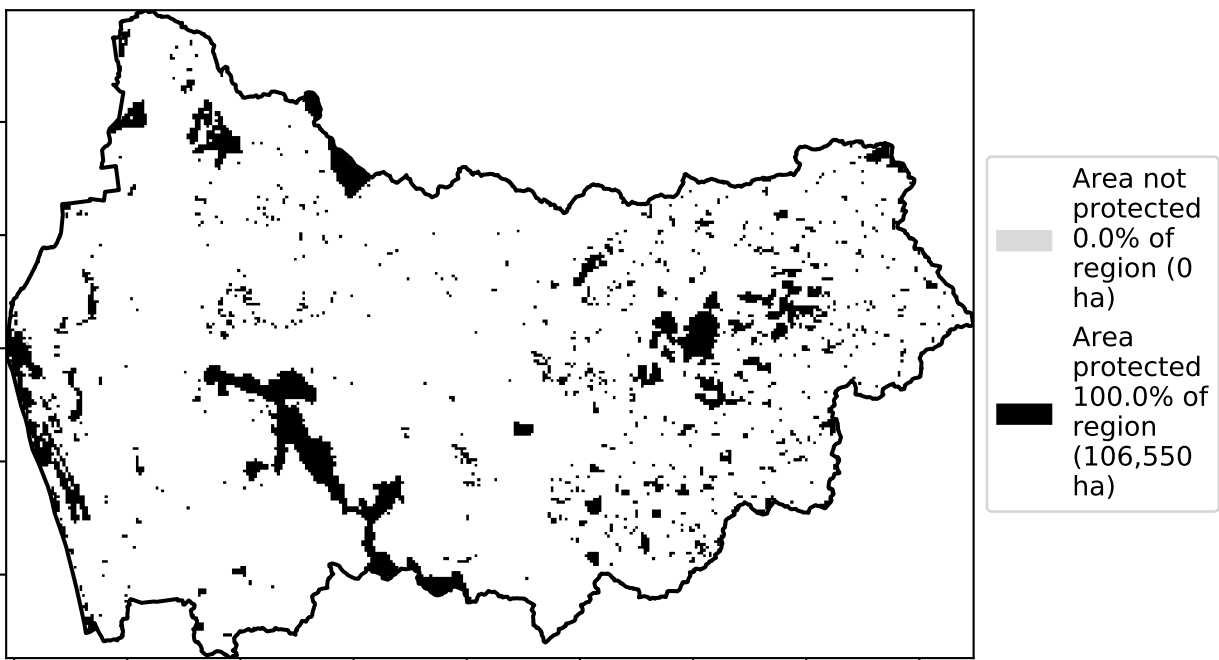 Area not
protected
0.0% of
region (0
ha)
Area
protected
100.0% of
region
(106,550
ha)